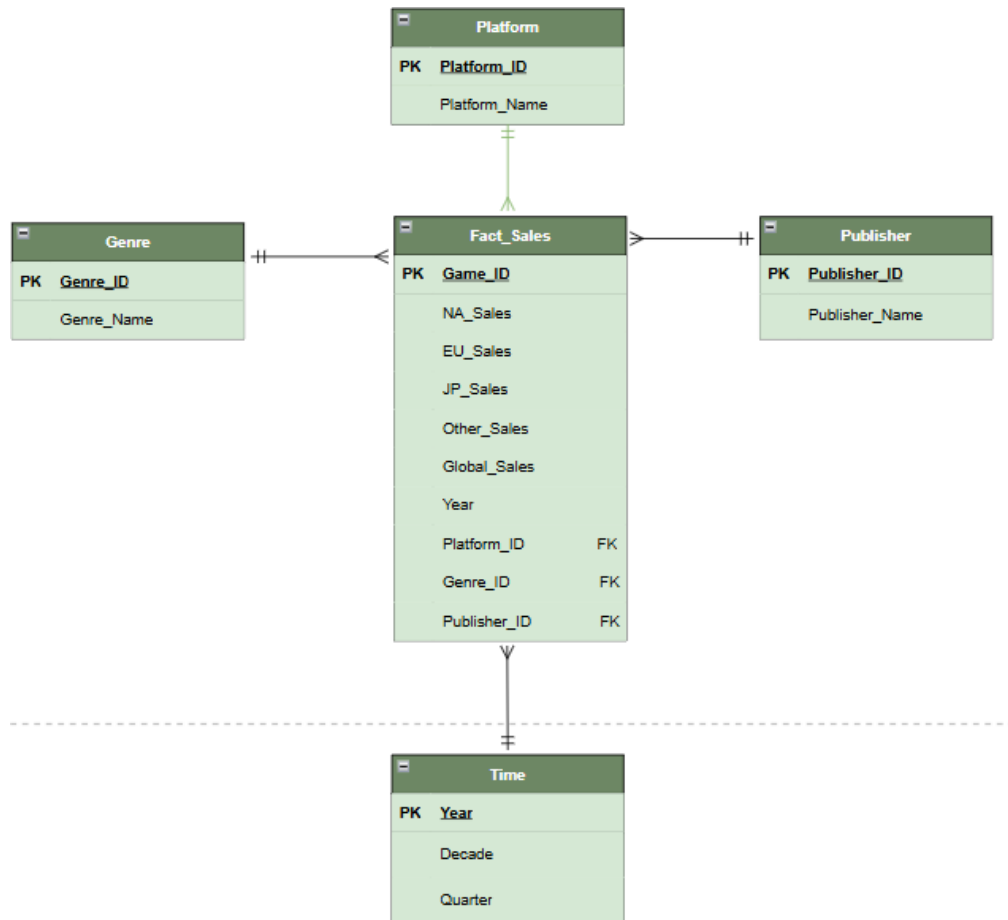 Platform
PK Platform_ID
Platform_Name
Genre
PK Genre_ID
Genre_Name
Fact_Sales
PK Game_ID
NA_Sales
EU_Sales
JP_Sales
Other_Sales
Global_Sales
Year
Platform_ID FK
Genre_ID FK
Publisher_ID FK
Publisher
PK Publisher_ID
Publisher_Name
Time
PK Year
Decade
Quarter